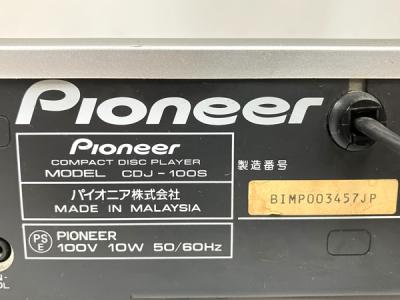 Pioneer
Pioneer
COMPACT DISC PLAYER
MODEL CDJ-100S
パイオニア株式会社
MADE IN MALAYSIA
製造番号
BIMP003457JP
PS
E
PIONEER
100V 10W 50/60Hz